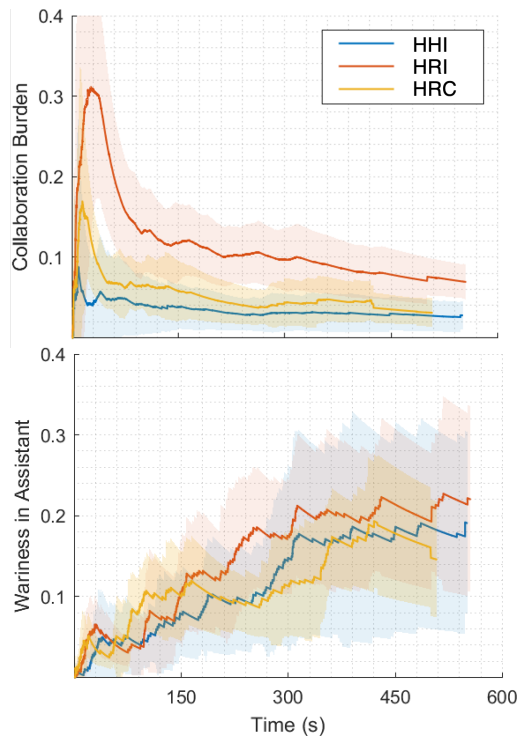 0.4
0.3
0.2
0.1
Collaboration Burden
HHI
HRI
HRC
0.4
0.3
0.2
0.1
Wariness in Assistant
150
300
450
600
Time (s)